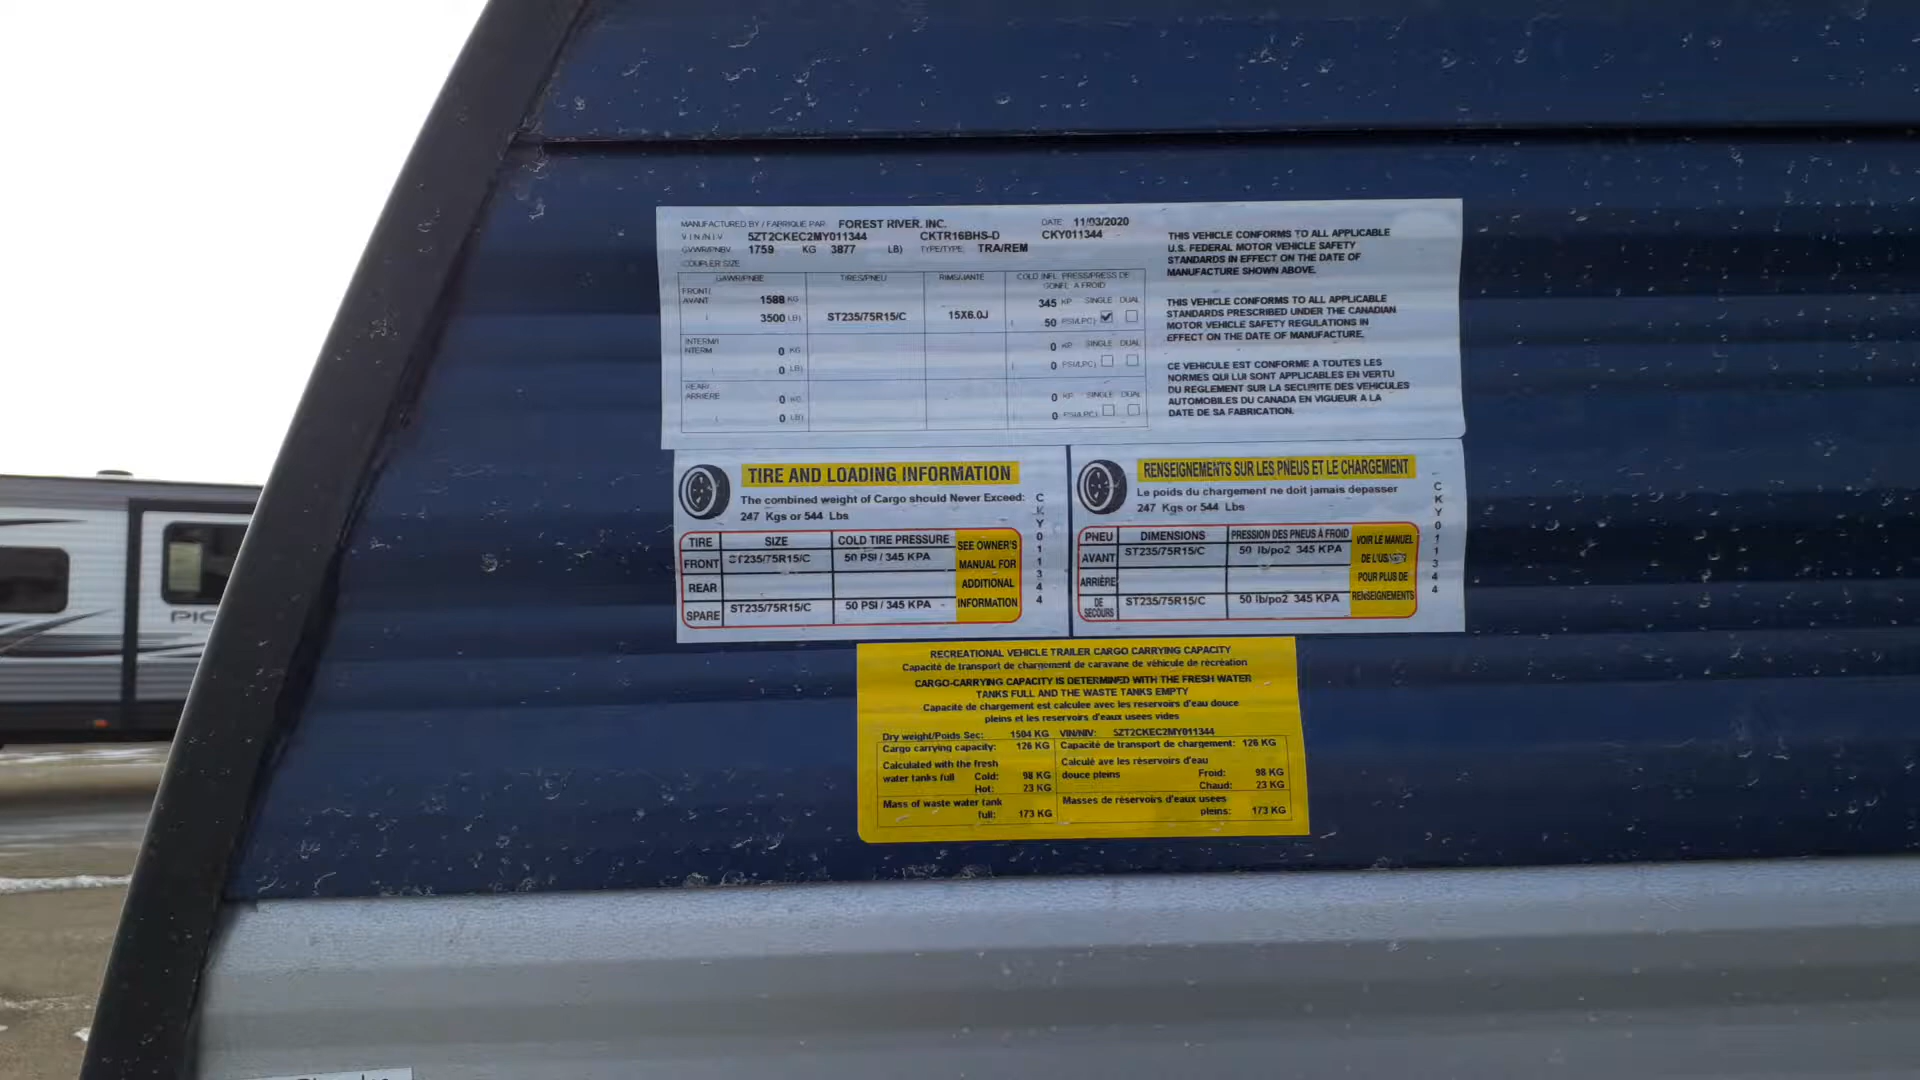 MANUFACTURED BY / FABRIQUE PAR: FOREST RIVER, INC. DATE: 11/03/2020
V.I.N./N.I.V 5ZT2CKEC2MY011344 CKTR16BHS-D CKY011344
GVWR/PNBV 1759 KG 3877 LB) TYPE/TYPE: TRA/REM
COUPLER SIZE
GAWR/PNBE TIRES/PNEU RIMS/JANTE COLD INFL. PRESS/PRESS DE GONFL. A FROID
FRONT/ AVANT 1588 KG 345 KP SINGLE DUAL
( 3500 LB) ST235/75R15/C 15X6.0J ( 50 PSI/LPC)
INTERM/ INTERM 0 KG 0 KP SINGLE DUAL
( 0 LB) ( 0 PSI/LPC)
REAR/ ARRIERE 0 KG 0 KP SINGLE DUAL
( 0 LB) ( 0 PSI/LPC)
THIS VEHICLE CONFORMS TO ALL APPLICABLE
U.S. FEDERAL MOTOR VEHICLE SAFETY
STANDARDS IN EFFECT ON THE DATE OF
MANUFACTURE SHOWN ABOVE.
THIS VEHICLE CONFORMS TO ALL APPLICABLE
STANDARDS PRESCRIBED UNDER THE CANADIAN
MOTOR VEHICLE SAFETY REGULATIONS IN
EFFECT ON THE DATE OF MANUFACTURE.
CE VEHICULE EST CONFORME A TOUTES LES
NORMES QUI LUI SONT APPLICABLES EN VERTU
DU REGLEMENT SUR LA SECURITE DES VEHICULES
AUTOMOBILES DU CANADA EN VIGUEUR A LA
DATE DE SA FABRICATION.
TIRE AND LOADING INFORMATION
The combined weight of Cargo should Never Exceed:
247 Kgs or 544 Lbs
TIRE SIZE COLD TIRE PRESSURE
FRONT ST235/75R15/C 50 PSI / 345 KPA
REAR
SPARE ST235/75R15/C 50 PSI / 345 KPA
SEE OWNER'S
MANUAL FOR
ADDITIONAL
INFORMATION
CKY011344
RENSEIGNEMENTS SUR LES PNEUS ET LE CHARGEMENT
Le poids du chargement ne doit jamais depasser
247 Kgs or 544 Lbs
PNEU DIMENSIONS PRESSION DES PNEUS À FROID
AVANT ST235/75R15/C 50 lb/po2 345 KPA
ARRIÈRE
DE SECOURS ST235/75R15/C 50 lb/po2 345 KPA
VOIR LE MANUEL
DE L'USAGER
POUR PLUS DE
RENSEIGNEMENTS
CKY011344
RECREATIONAL VEHICLE TRAILER CARGO CARRYING CAPACITY
Capacité de transport de chargement de caravane de véhicule de récréation
CARGO-CARRYING CAPACITY IS DETERMINED WITH THE FRESH WATER
TANKS FULL AND THE WASTE TANKS EMPTY
Capacité de chargement est calculee avec les reservoirs d'eau douce
pleins et les reservoirs d'eaux usees vides
Dry weight/Poids Sec: 1504 KG VIN/NIV: 5ZT2CKEC2MY011344
Cargo carrying capacity: 126 KG Capacité de transport de chargement: 126 KG
Calculated with the fresh
water tanks full Cold: 98 KG
Hot: 23 KG
Calculé ave les réservoirs d'eau
douce pleins Froid: 98 KG
Chaud: 23 KG
Mass of waste water tank
full: 173 KG
Masses de réservoirs d'eaux usees
pleins: 173 KG